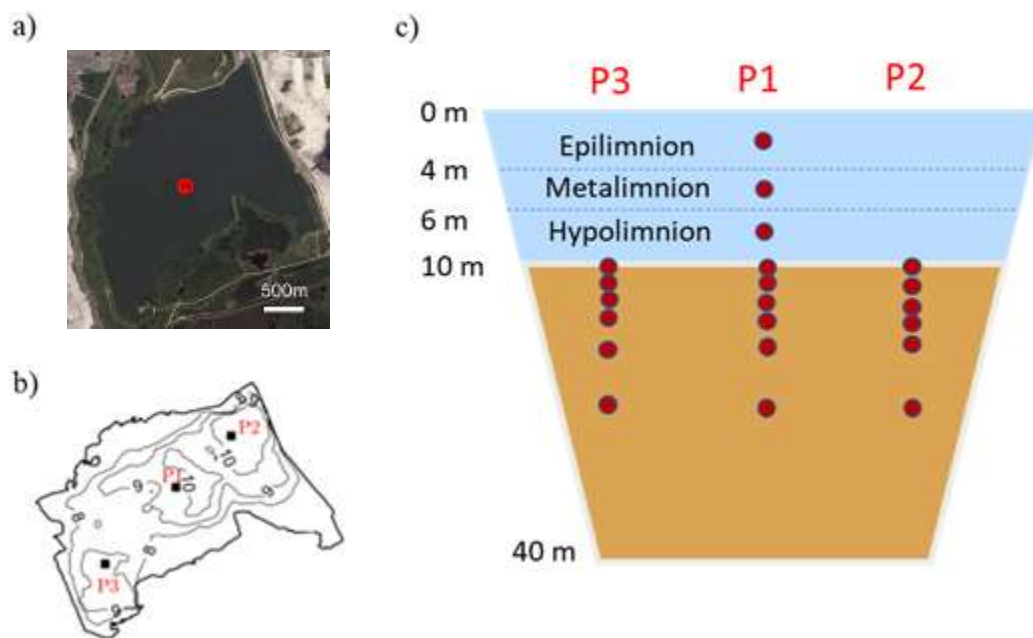 a)
500m
b)
P2
10
P1
10
9
9
8
8
P3
9
c)
P3 P1 P2
0 m
Epilimnion
4 m
Metalimnion
6 m
Hypolimnion
10 m
40 m